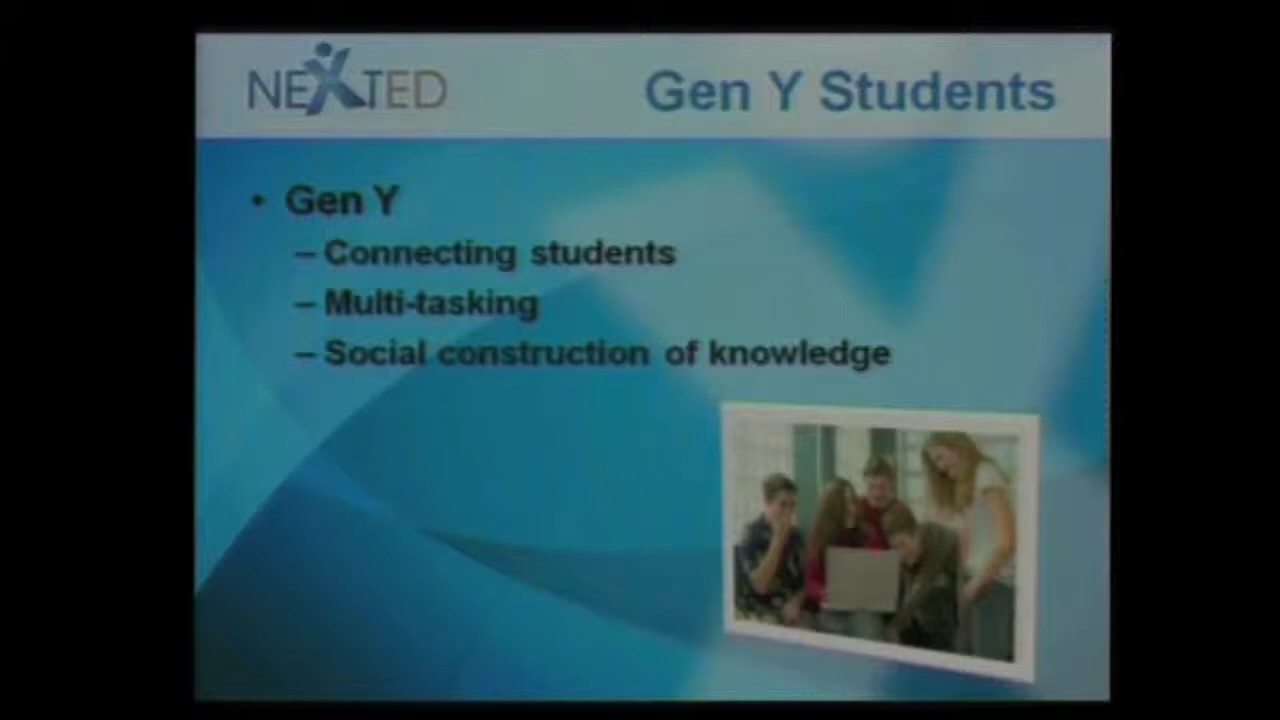 NEXTED
Gen Y Students
• Gen Y
– Connecting students
– Multi-tasking
– Social construction of knowledge